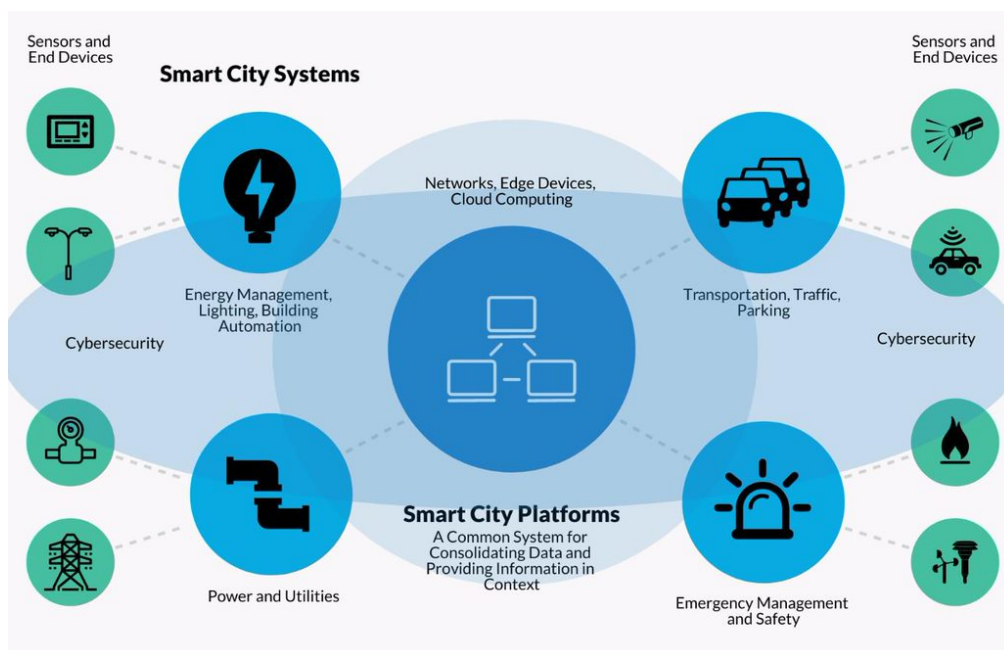 Sensors and
End Devices
Smart City Systems
Sensors and
End Devices
Networks, Edge Devices,
Cloud Computing
Energy Management,
Lighting, Building
Automation
Transportation, Traffic,
Parking
Cybersecurity
Cybersecurity
Smart City Platforms
A Common System for
Consolidating Data and
Providing Information in
Context
Power and Utilities
Emergency Management
and Safety